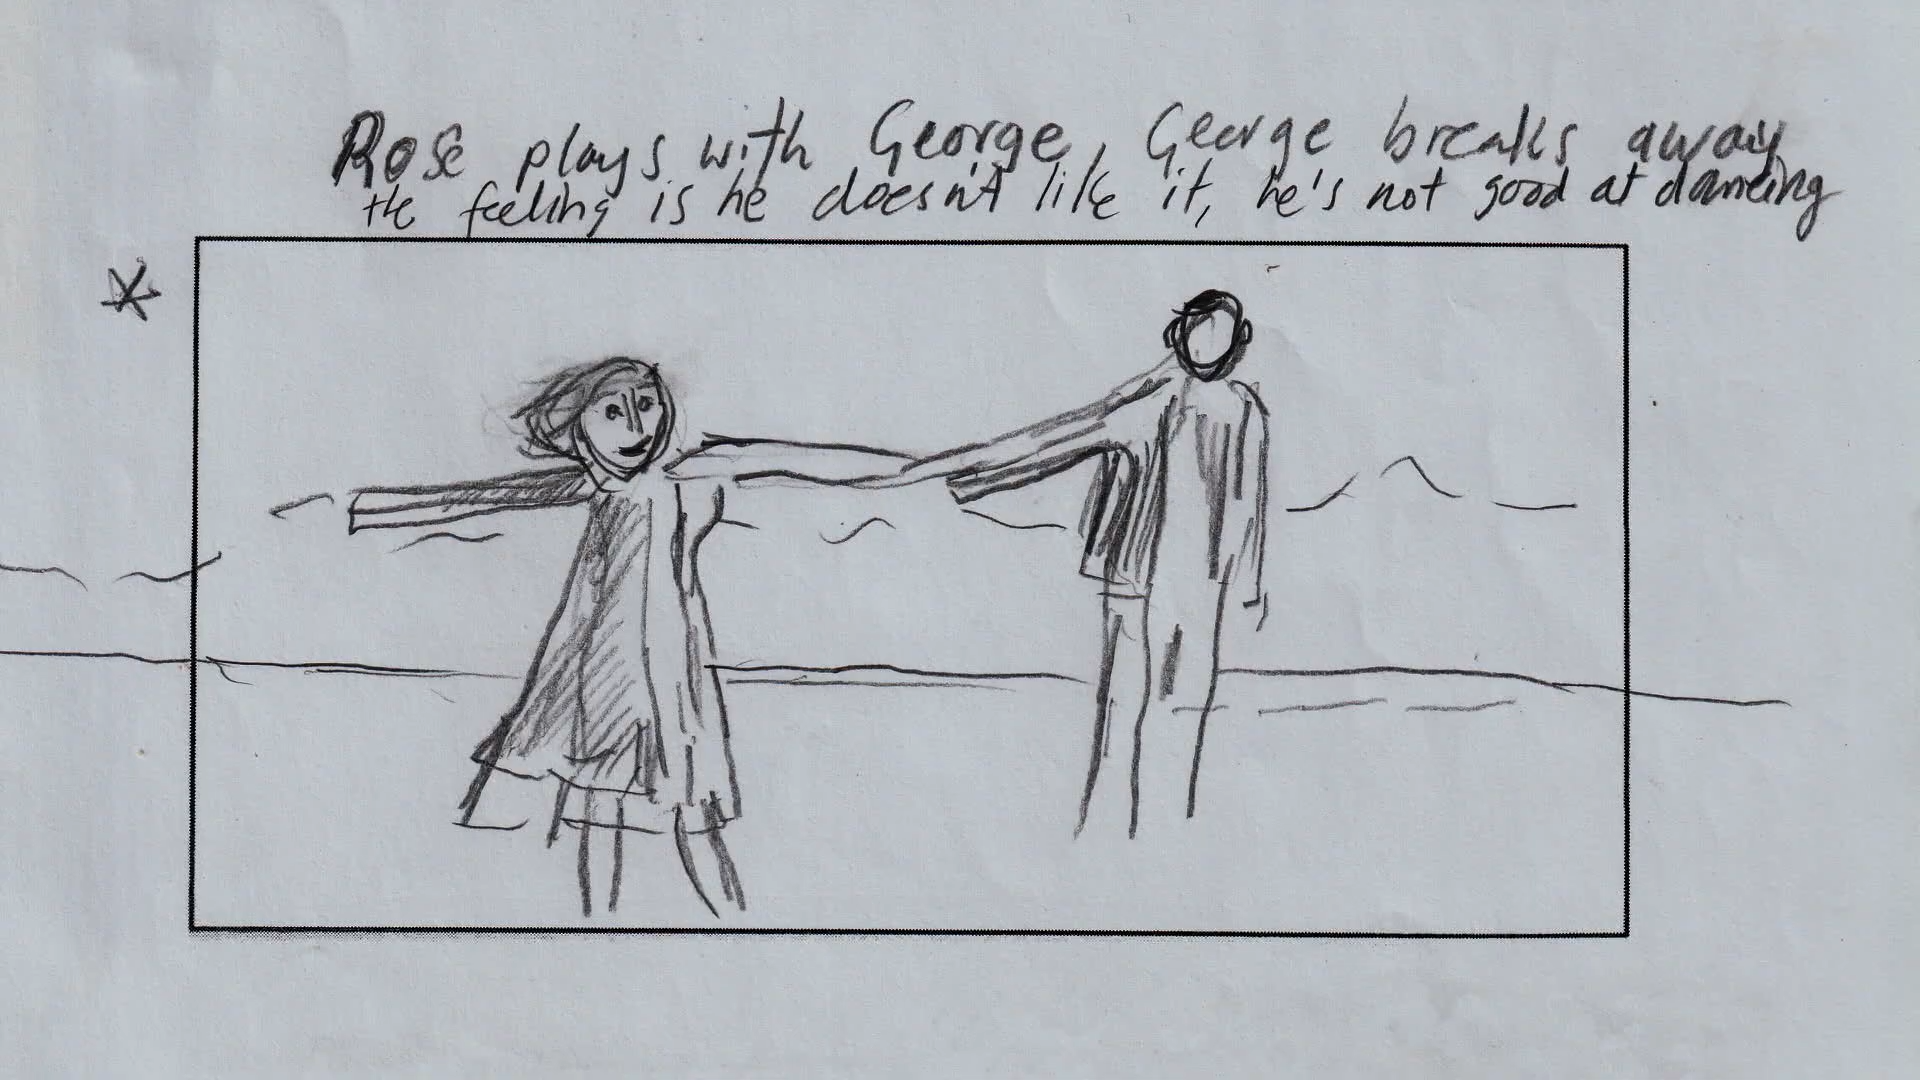 Rose plays with George, George breaks away
the feeling is he doesn't like it, he's not good at dancing
*